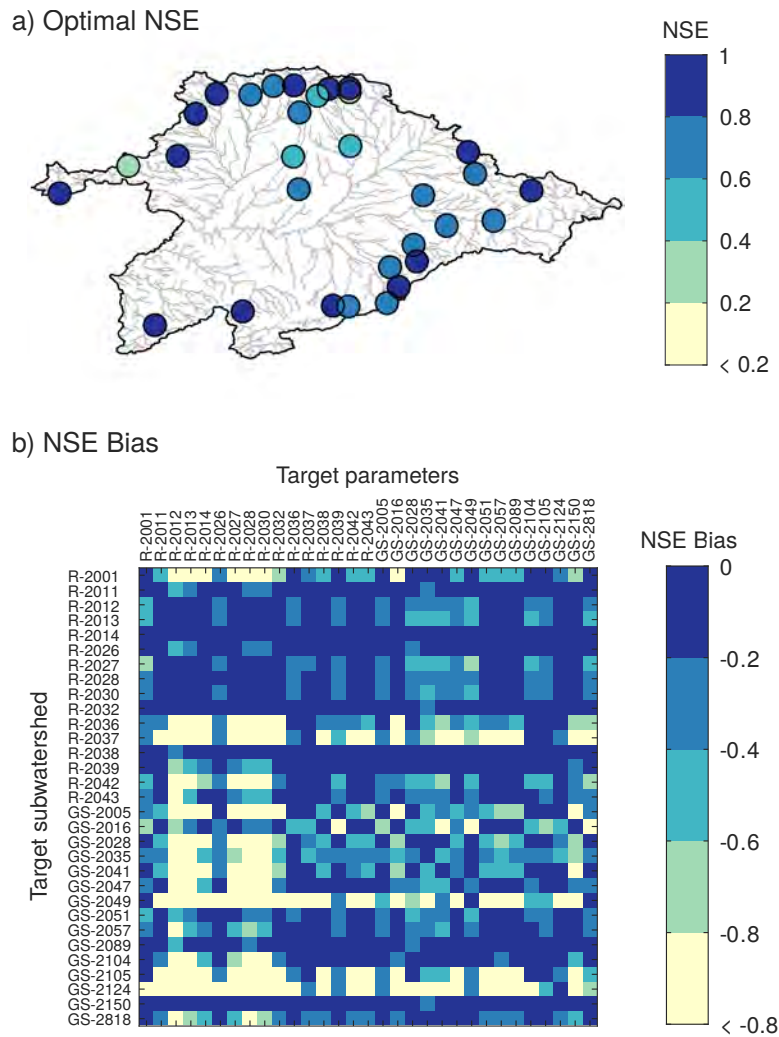 a) Optimal NSE
NSE
1
0.8
0.6
0.4
0.2
< 0.2
b) NSE Bias
Target parameters
R-2001
R-2011
R-2012
R-2013
R-2014
R-2026
R-2027
R-2028
R-2030
R-2032
R-2036
R-2037
R-2038
R-2039
R-2042
R-2043
GS-2005
GS-2016
GS-2028
GS-2035
GS-2041
GS-2047
GS-2049
GS-2051
GS-2057
GS-2089
GS-2104
GS-2105
GS-2124
GS-2150
GS-2818
Target subwatershed
R-2001
R-2011
R-2012
R-2013
R-2014
R-2026
R-2027
R-2028
R-2030
R-2032
R-2036
R-2037
R-2038
R-2039
R-2042
R-2043
GS-2005
GS-2016
GS-2028
GS-2035
GS-2041
GS-2047
GS-2049
GS-2051
GS-2057
GS-2089
GS-2104
GS-2105
GS-2124
GS-2150
GS-2818
NSE Bias
0
-0.2
-0.4
-0.6
-0.8
< -0.8